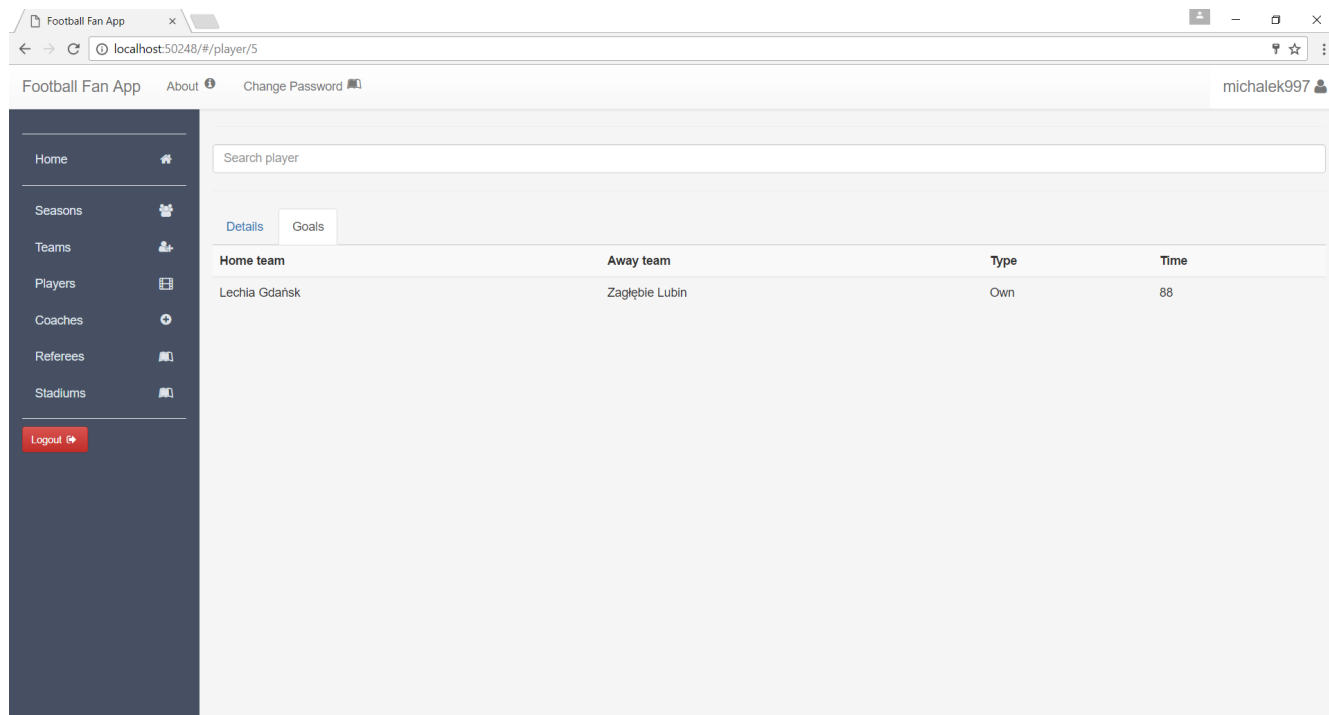 Football Fan App
localhost:50248/#/player/5
Football Fan App About Change Password michalek997
Home
Seasons
Teams
Players
Coaches
Referees
Stadiums
Logout
Search player
Details Goals
Home team Away team Type Time
Lechia Gdańsk Zagłębie Lubin Own 88